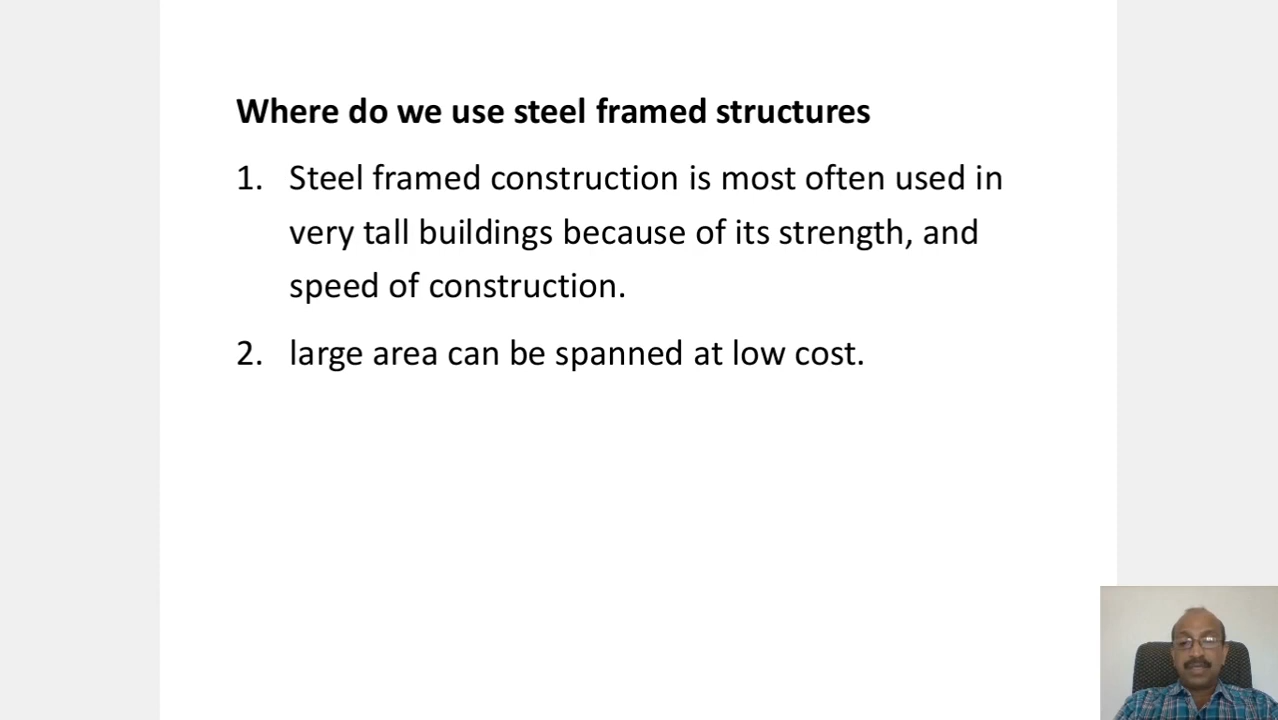 Where do we use steel framed structures
1. Steel framed construction is most often used in
very tall buildings because of its strength, and
speed of construction.
2. large area can be spanned at low cost.